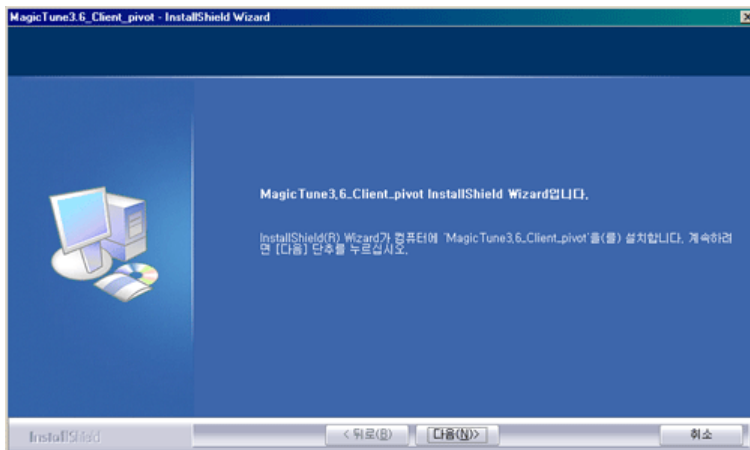 MagicTune3.6_Client_pivot - InstallShield Wizard
MagicTune3.6_Client_pivot InstallShield Wizard입니다.
InstallShield(R) Wizard가 컴퓨터에 'MagicTune3.6_Client_pivot'을(를) 설치합니다. 계속하려
면 [다음] 단추를 누르십시오.
InstallShield
< 뒤로(B)
다음(N)>
취소